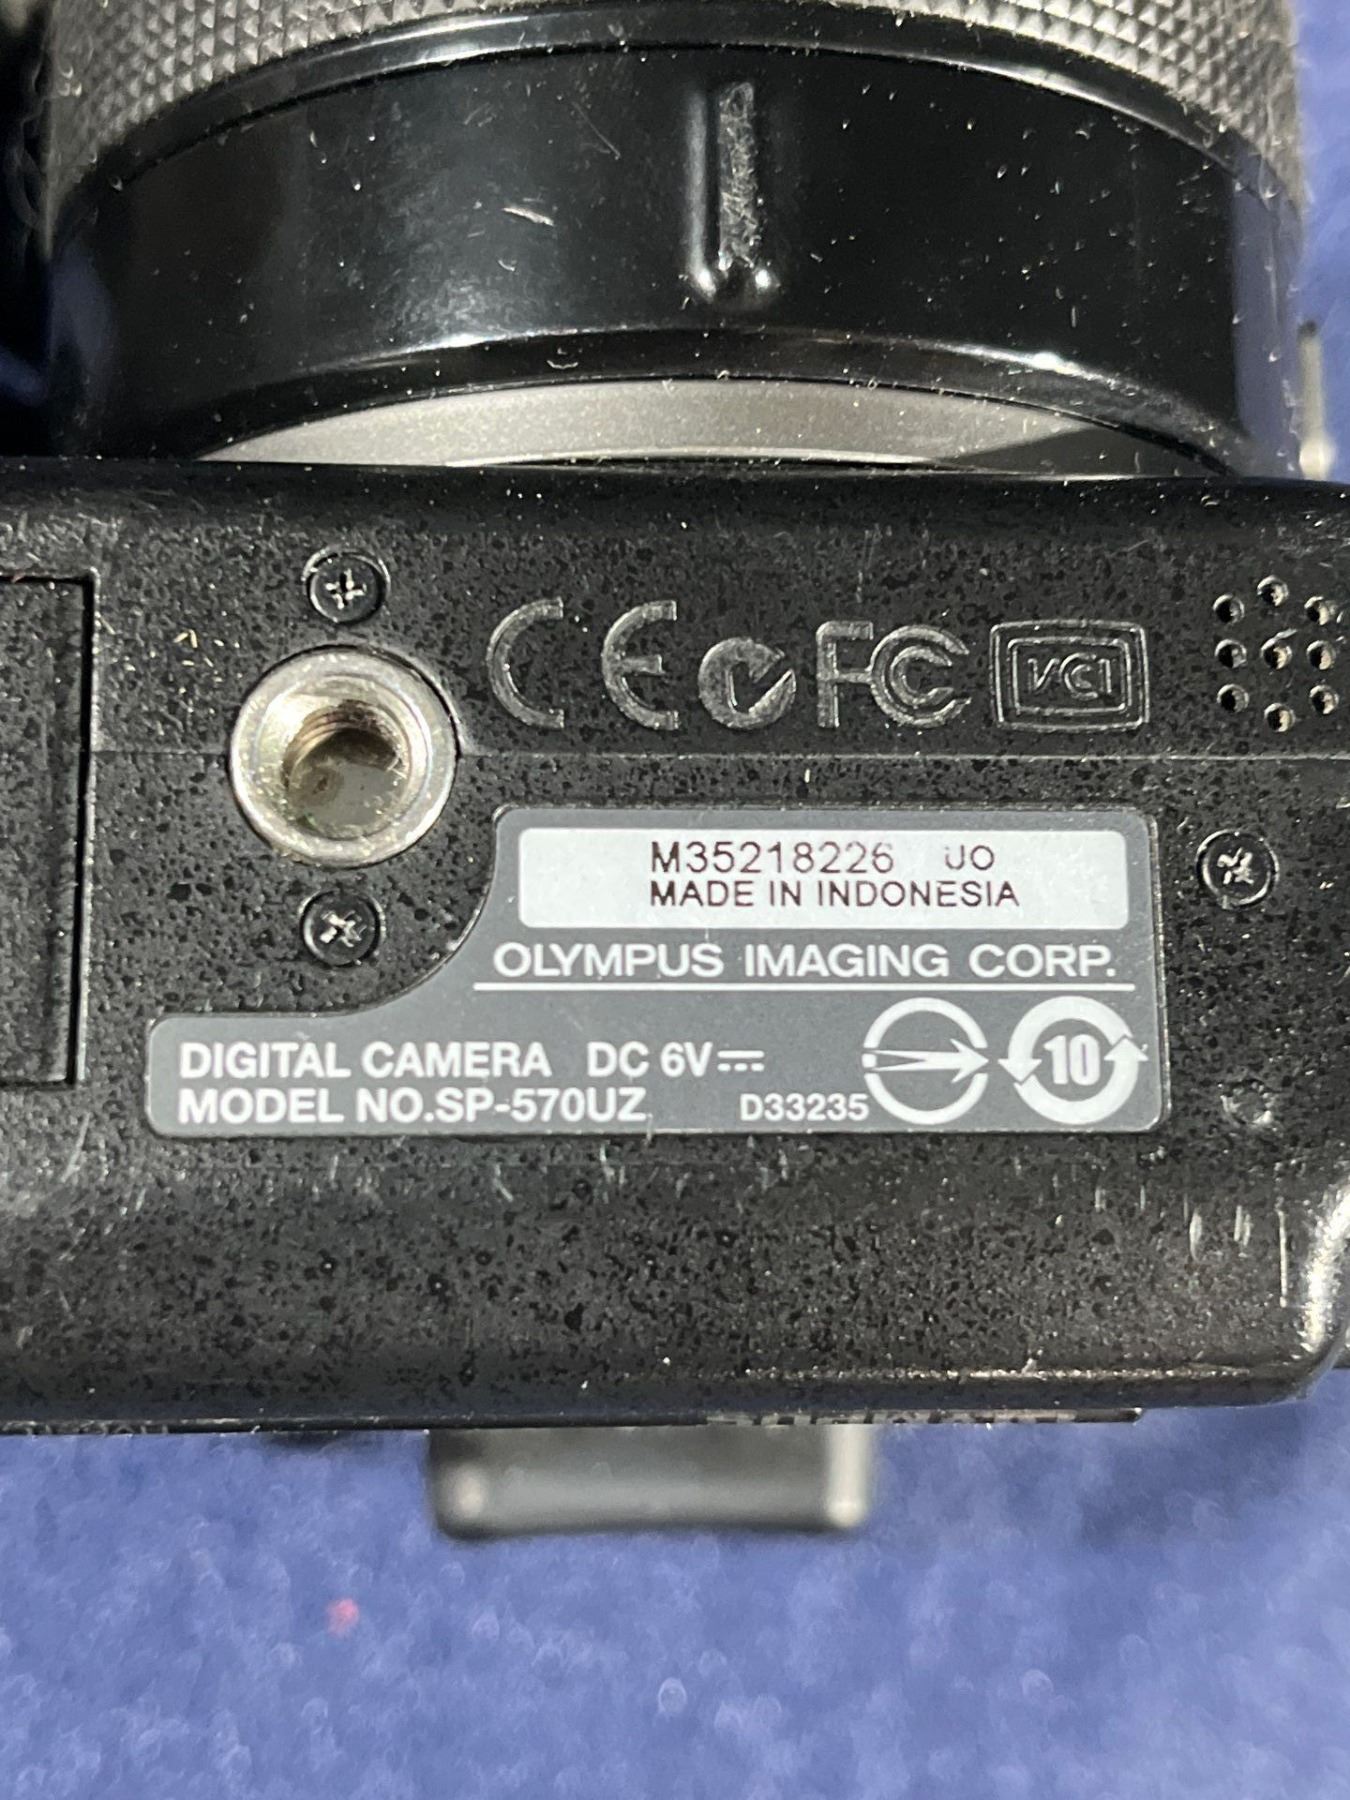 CE FC VCI
M35218226 UO
MADE IN INDONESIA
OLYMPUS IMAGING CORP.
DIGITAL CAMERA DC 6V
MODEL NO.SP-570UZ D33235
10